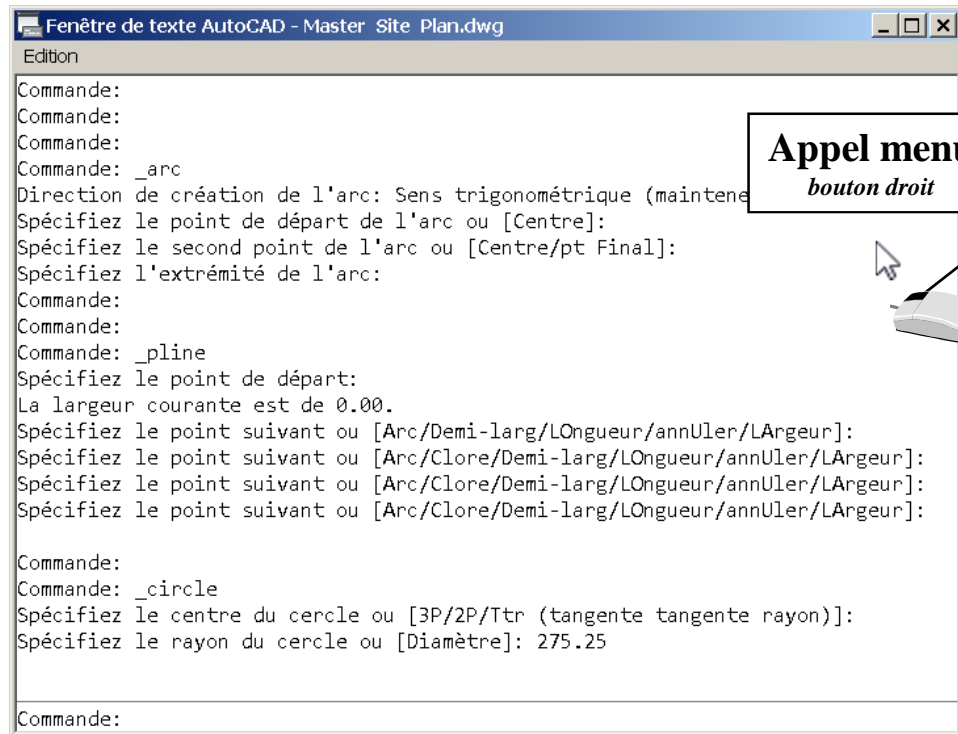 Fenêtre de texte AutoCAD - Master Site Plan.dwg
Edition
Commande:
Commande:
Commande:
Commande: _arc
Direction de création de l'arc: Sens trigonométrique (maintene
Appel menu
bouton droit
Spécifiez le point de départ de l'arc ou [Centre]:
Spécifiez le second point de l'arc ou [Centre/pt Final]:
Spécifiez l'extrémité de l'arc:
Commande:
Commande:
Commande: _pline
Spécifiez le point de départ:
La largeur courante est de 0.00.
Spécifiez le point suivant ou [Arc/Demi-larg/LOngueur/annUler/LArgeur]:
Spécifiez le point suivant ou [Arc/Clore/Demi-larg/LOngueur/annUler/LArgeur]:
Spécifiez le point suivant ou [Arc/Clore/Demi-larg/LOngueur/annUler/LArgeur]:
Spécifiez le point suivant ou [Arc/Clore/Demi-larg/LOngueur/annUler/LArgeur]:
Commande:
Commande: _circle
Spécifiez le centre du cercle ou [3P/2P/Ttr (tangente tangente rayon)]:
Spécifiez le rayon du cercle ou [Diamètre]: 275.25
Commande: